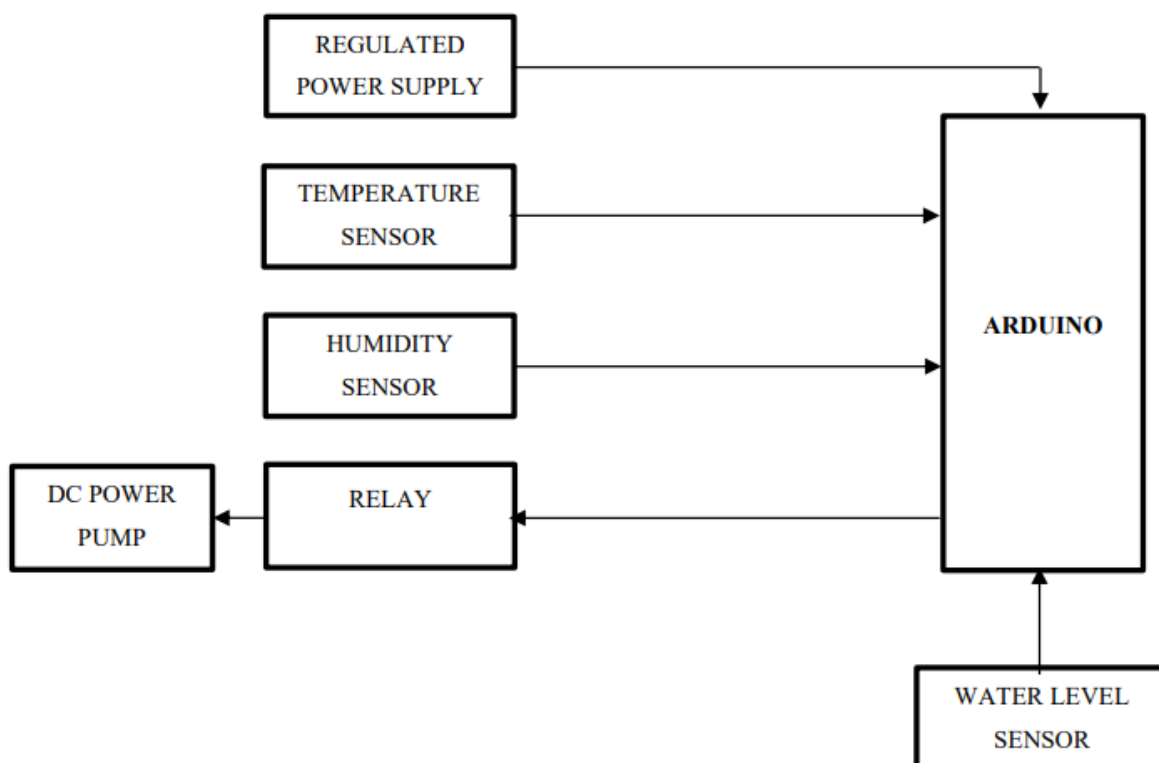 REGULATED
POWER SUPPLY
TEMPERATURE
SENSOR
ARDUINO
HUMIDITY
SENSOR
DC POWER
PUMP
RELAY
WATER LEVEL
SENSOR